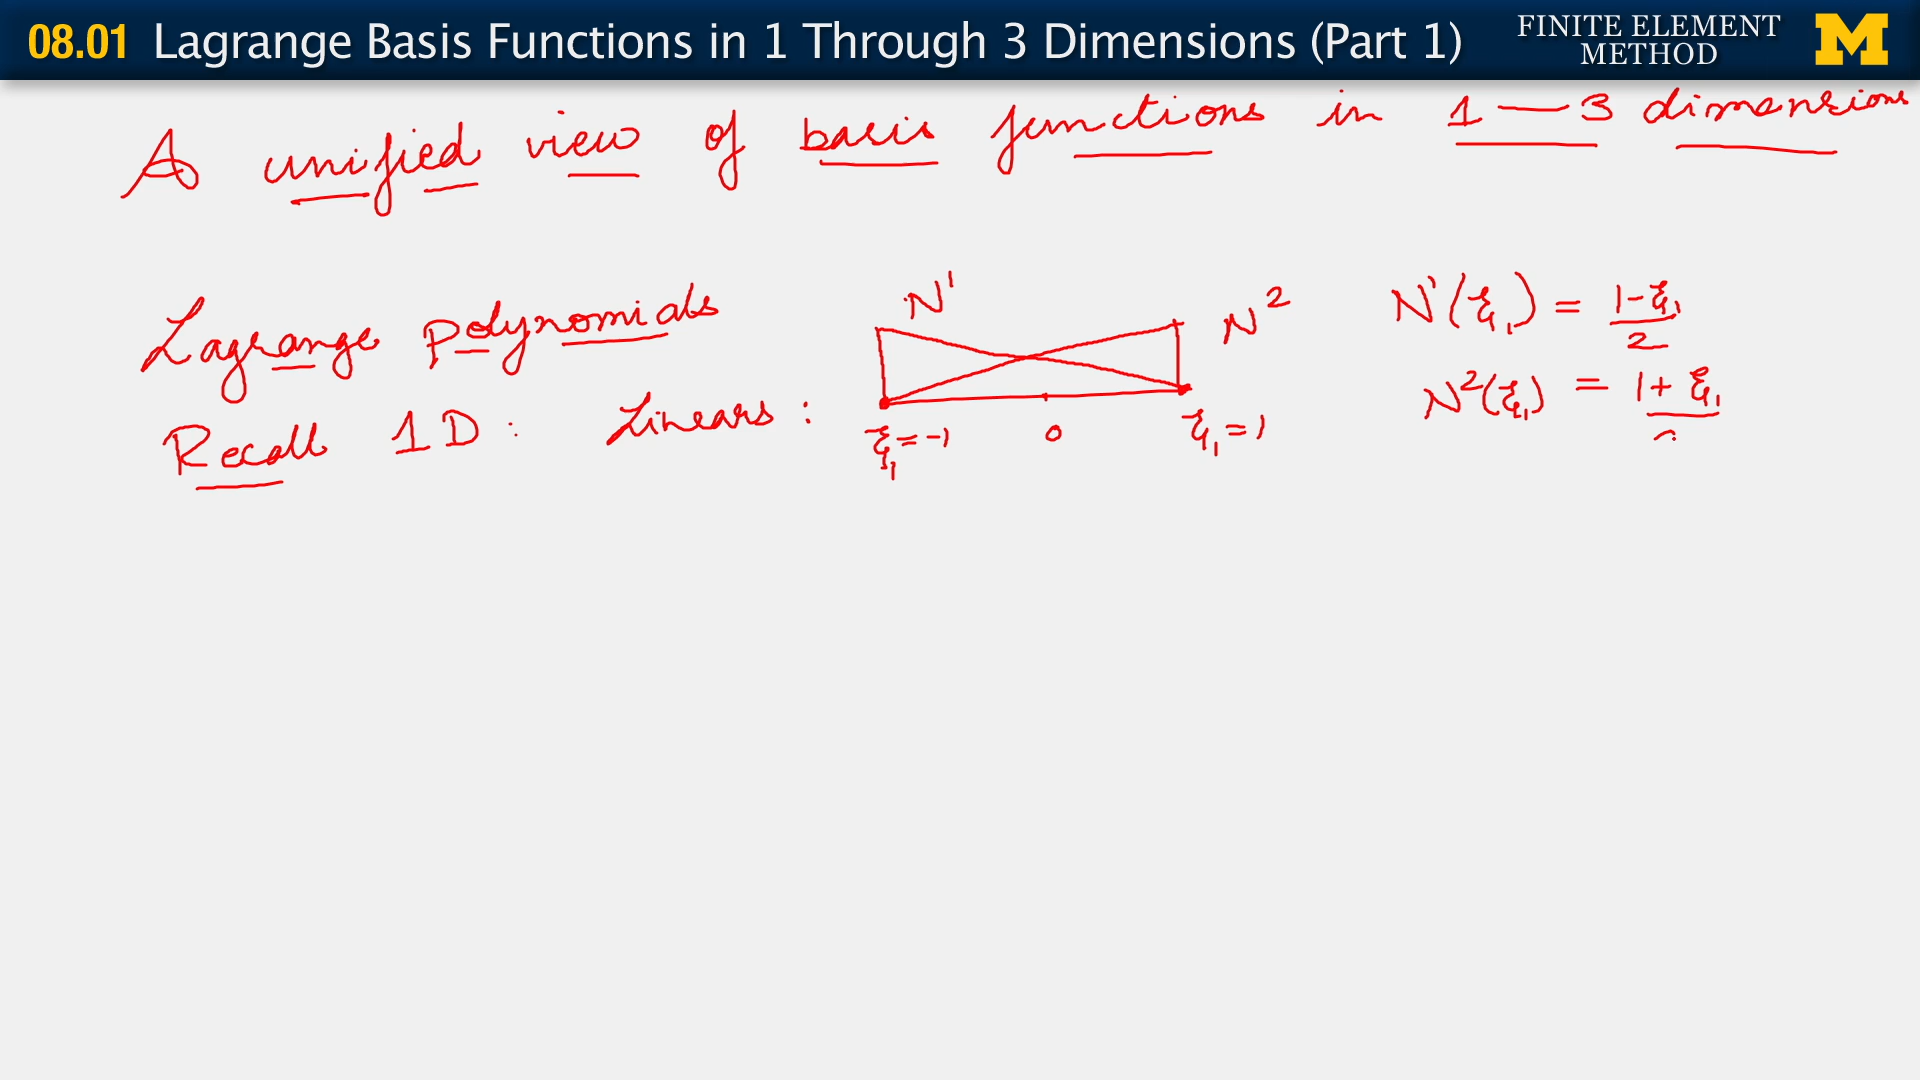 08.01 Lagrange Basis Functions in 1 Through 3 Dimensions (Part 1) FINITE ELEMENT METHOD M
A unified view of basis functions in 1 — 3 dimensions
Lagrange Polynomials
N¹ N² N¹(ξ₁) = (1-ξ₁)/2
Recall 1D : Linears : N²(ξ₁) = 1+ξ₁
ξ₁=-1 0 ξ₁=1